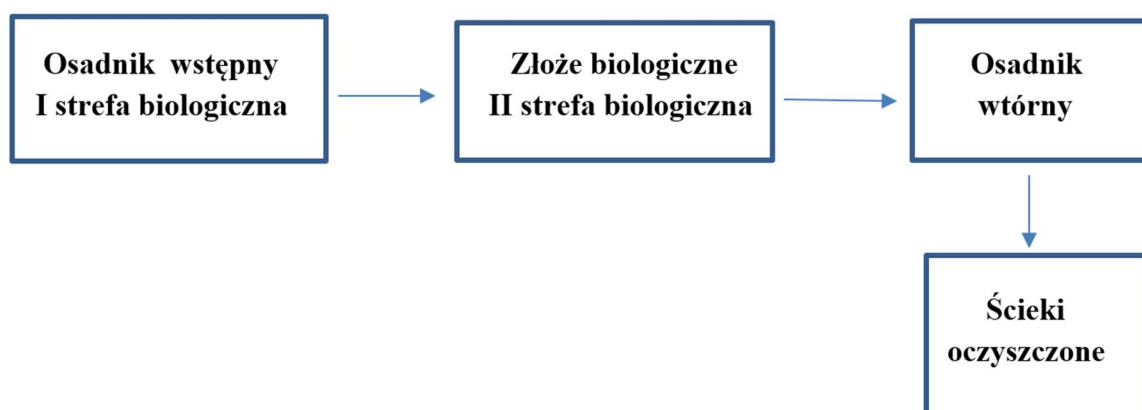 Osadnik wstępny
I strefa biologiczna
Złoże biologiczne
II strefa biologiczna
Osadnik
wtórny
Ścieki
oczyszczone